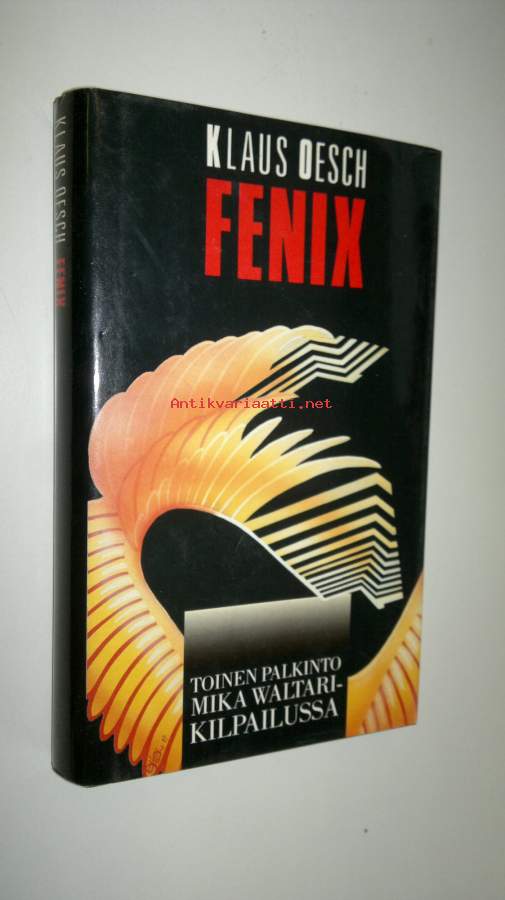 KLAUS OESCH
FENIX
TOINEN PALKINTO
MIKA WALTARI-
KILPAILUSSA
KLAUS OESCH FENIX
Antikvariaatti.net